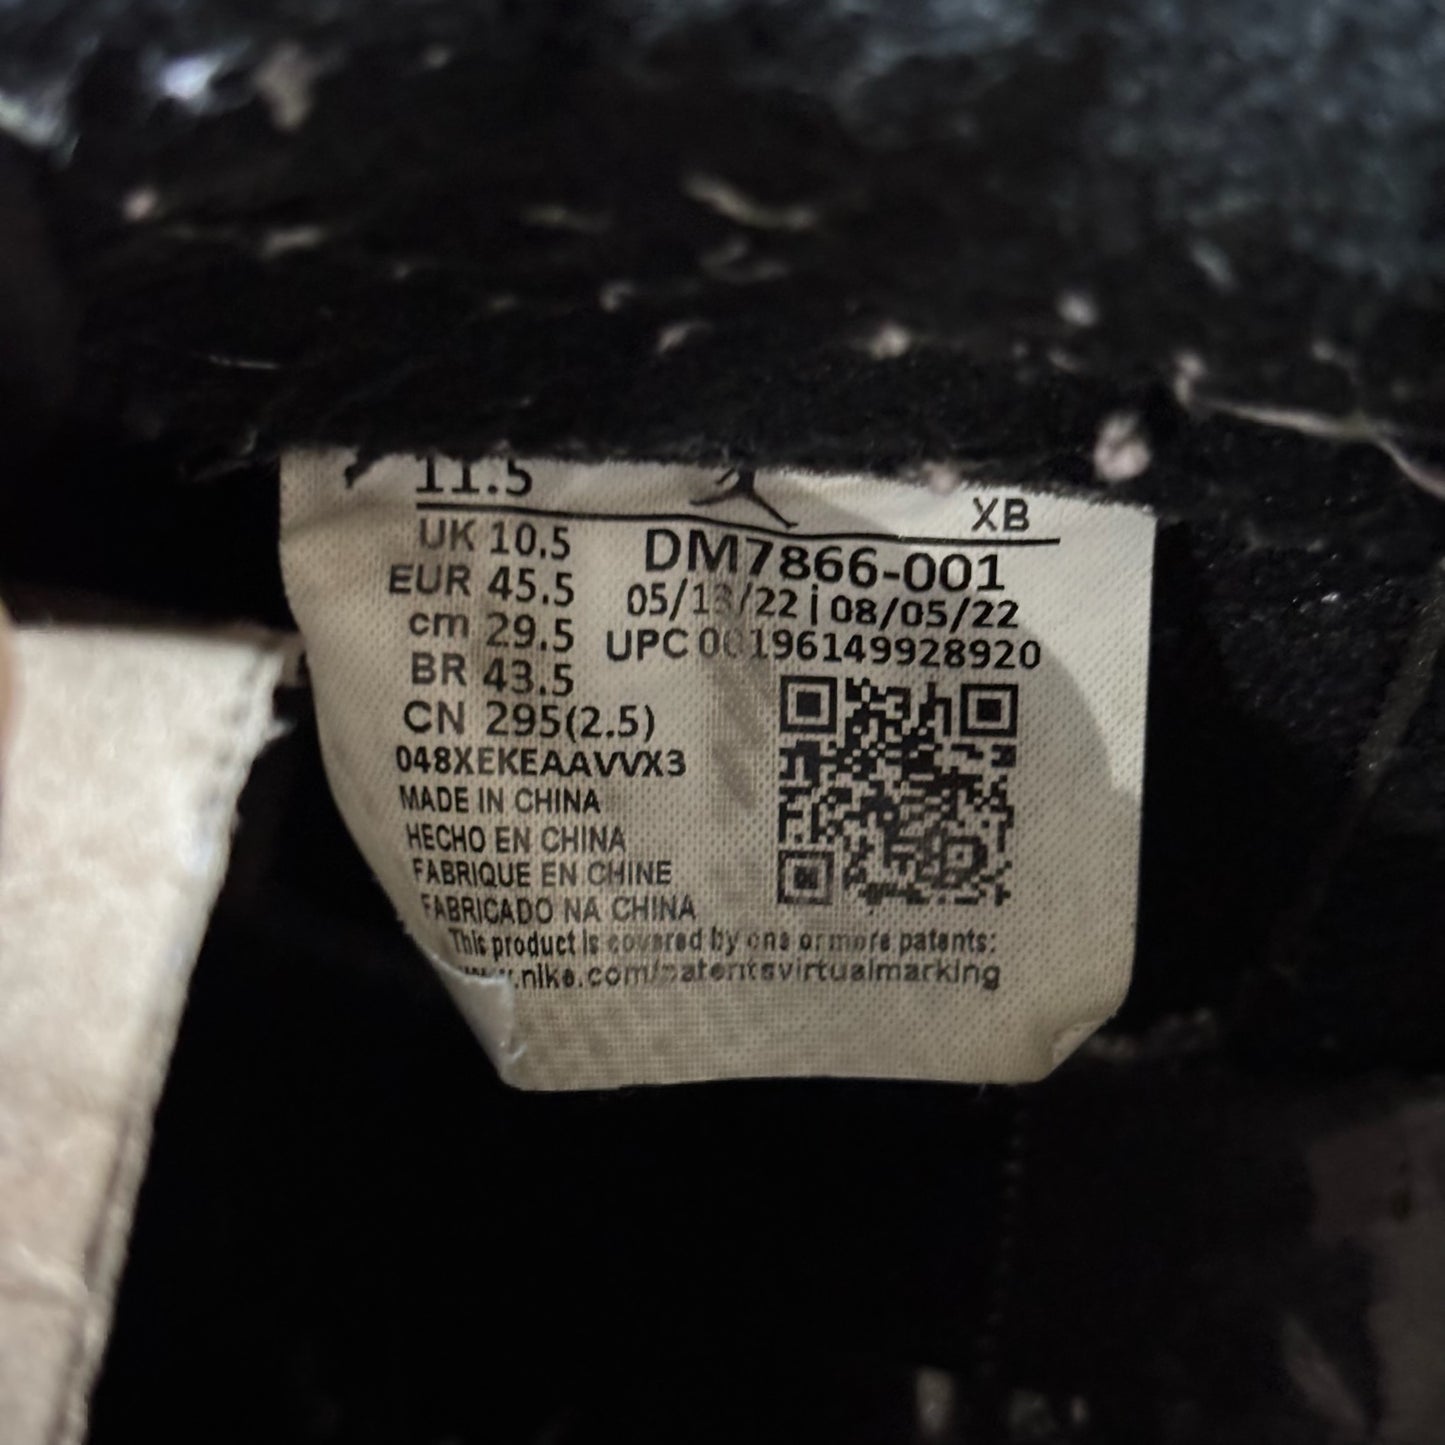 11.5
XB
UK 10.5
DM7866-001
EUR 45.5
05/13/22 | 08/05/22
cm 29.5
UPC 00196149928920
BR 43.5
CN 295(2.5)
048XEKEAAVVX3
MADE IN CHINA
HECHO EN CHINA
FABRIQUE EN CHINE
FABRICADO NA CHINA
This product is covered by one or more patents:
www.nike.com/patentsvirtualmarking